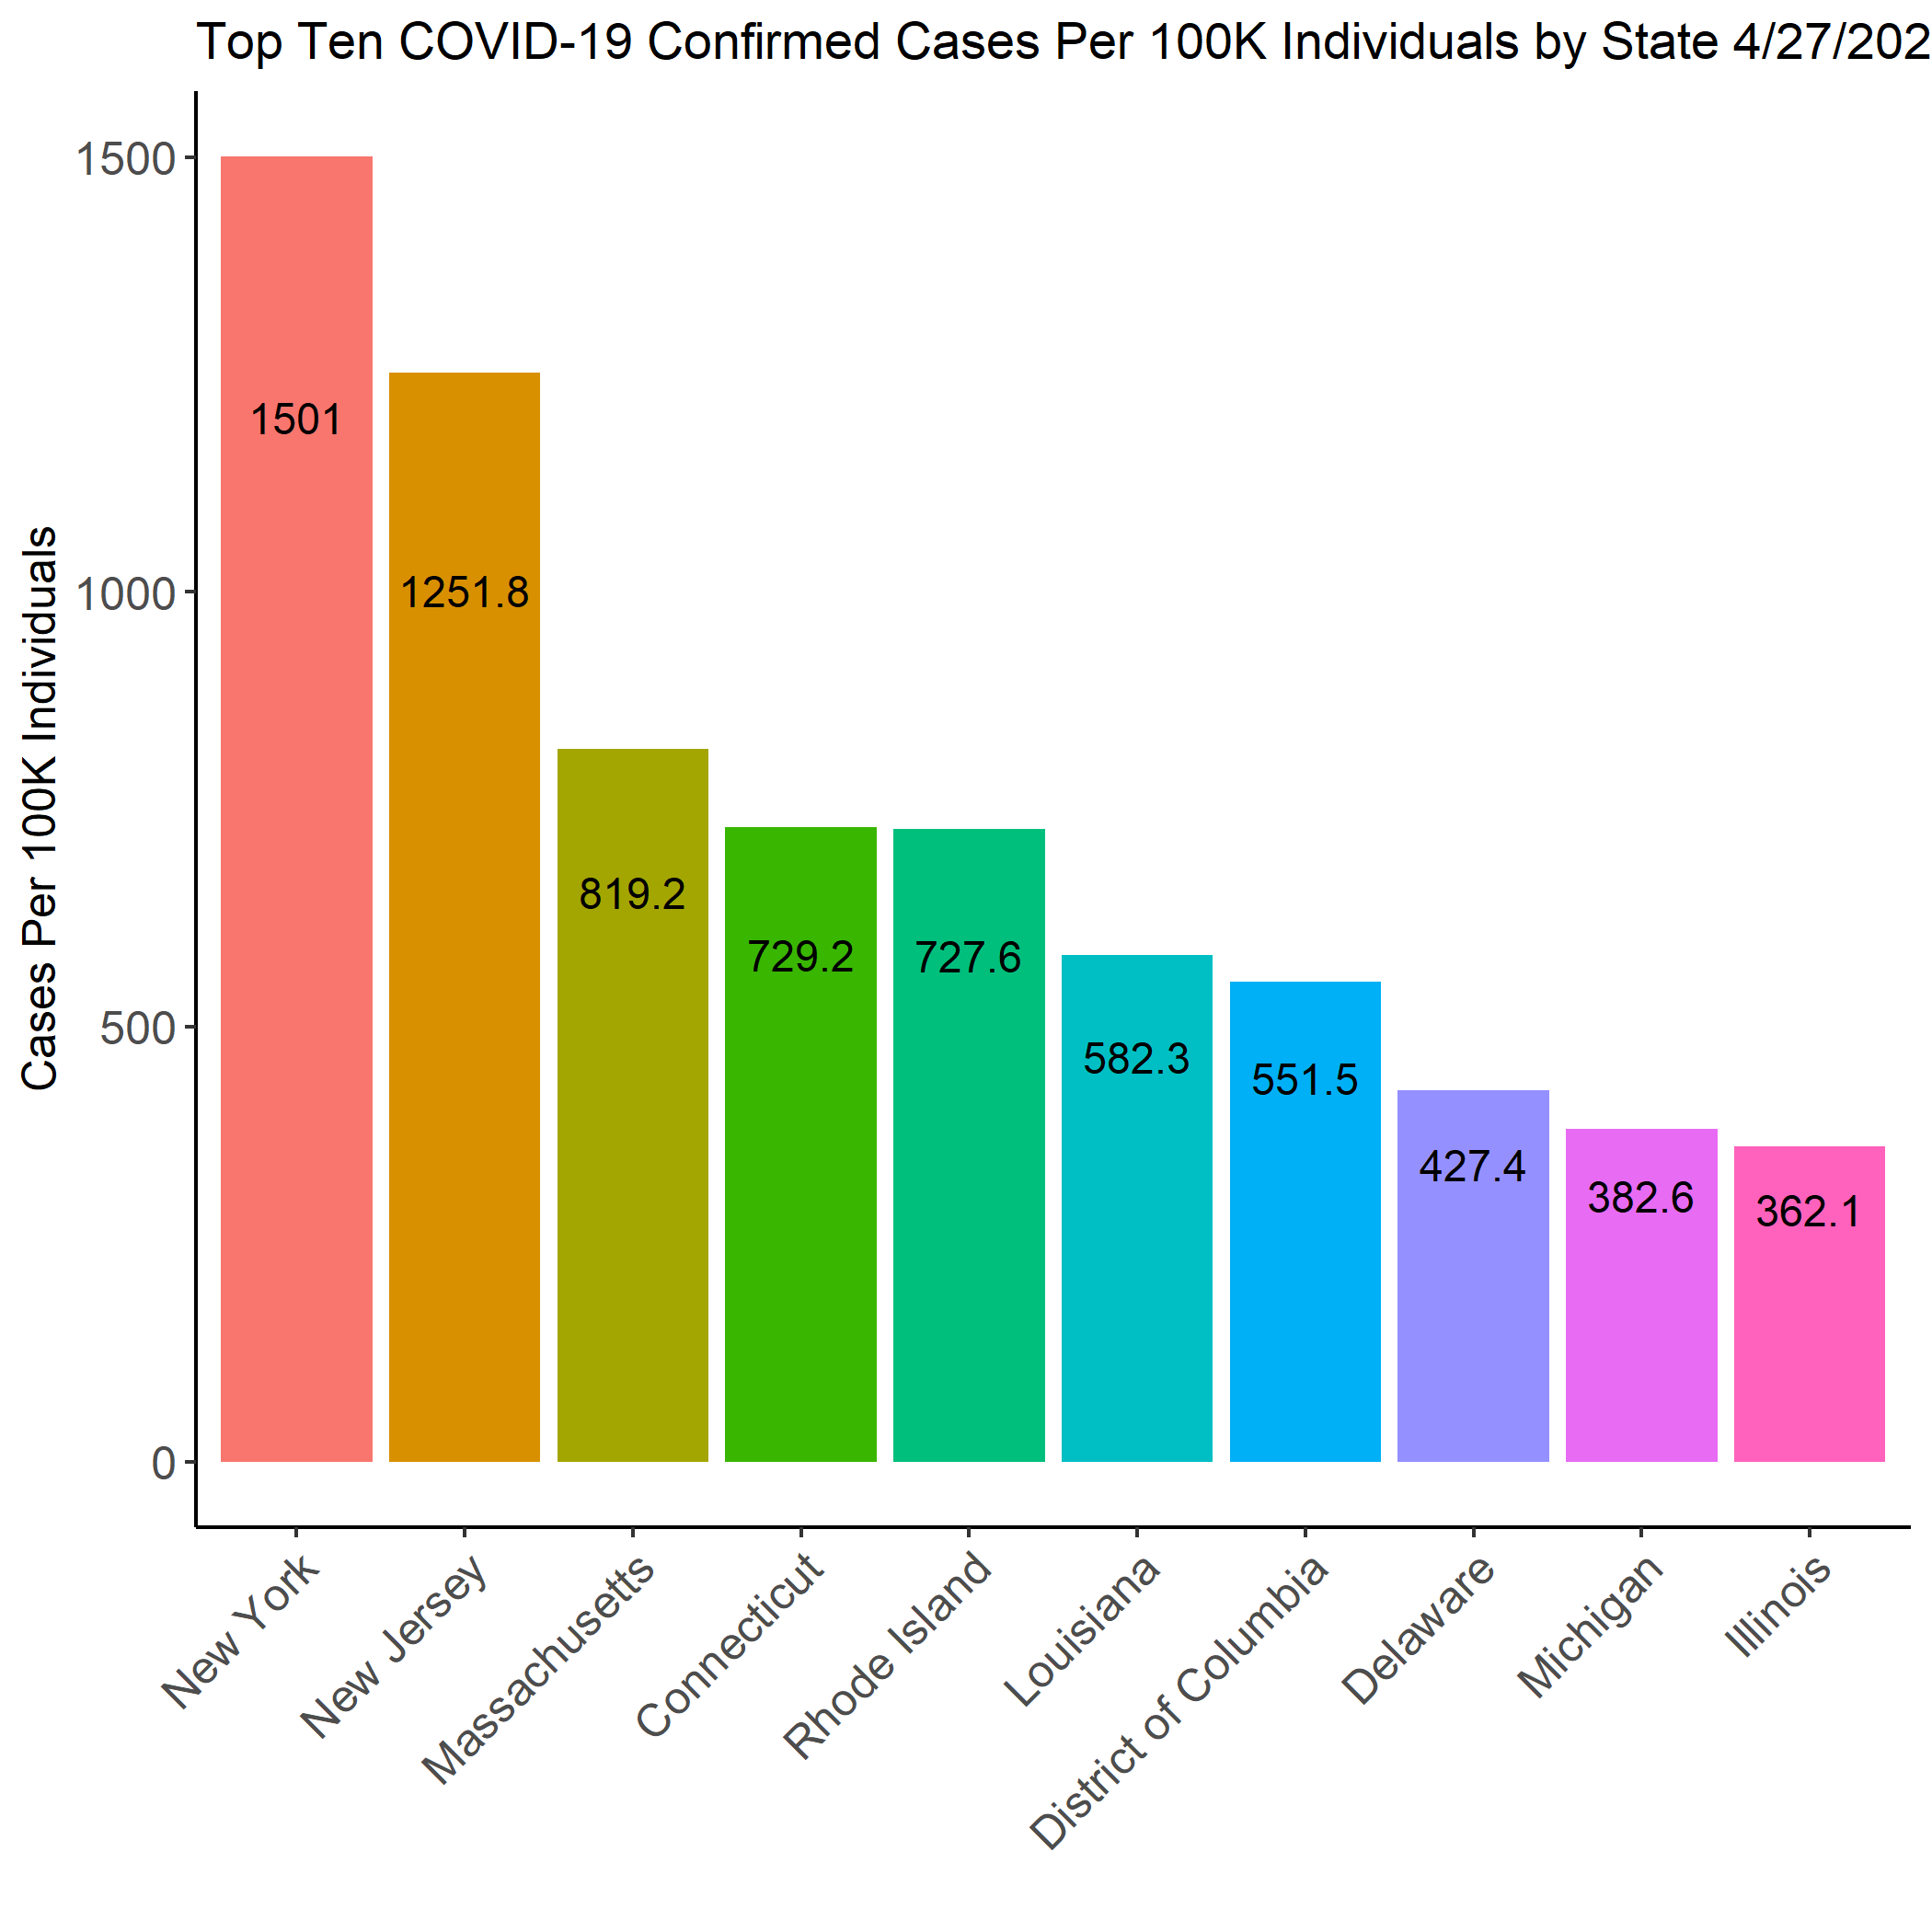 Top Ten COVID-19 Confirmed Cases Per 100K Individuals by State 4/27/202
Cases Per 100K Individuals
1500
1000
500
0
1501
1251.8
819.2
729.2
727.6
582.3
551.5
427.4
382.6
362.1
New York
New Jersey
Massachusetts
Connecticut
Rhode Island
Louisiana
District of Columbia
Delaware
Michigan
Illinois